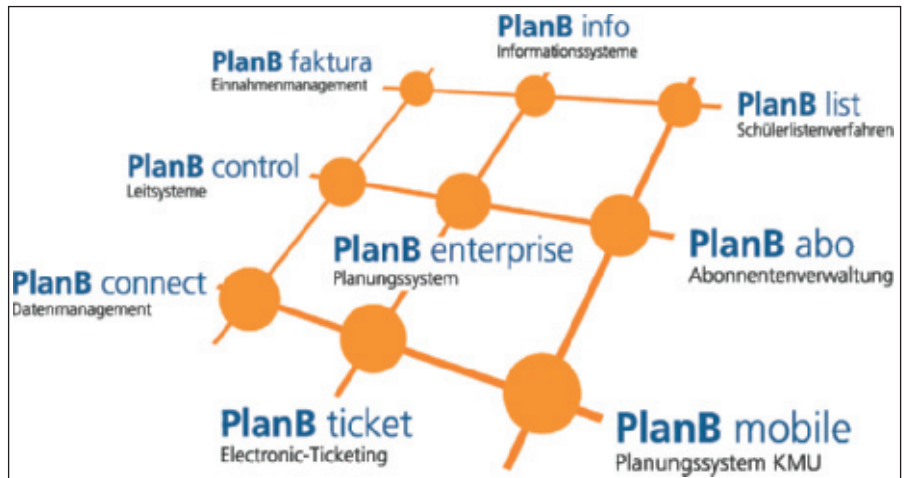 PlanB info
Informationssysteme
PlanB faktura
Einnahmenmanagement
PlanB list
Schülerlistenverfahren
PlanB control
Leitsysteme
PlanB enterprise
Planungssystem
PlanB abo
Abonnentenverwaltung
PlanB connect
Datenmanagement
PlanB ticket
Electronic-Ticketing
PlanB mobile
Planungssystem KMU